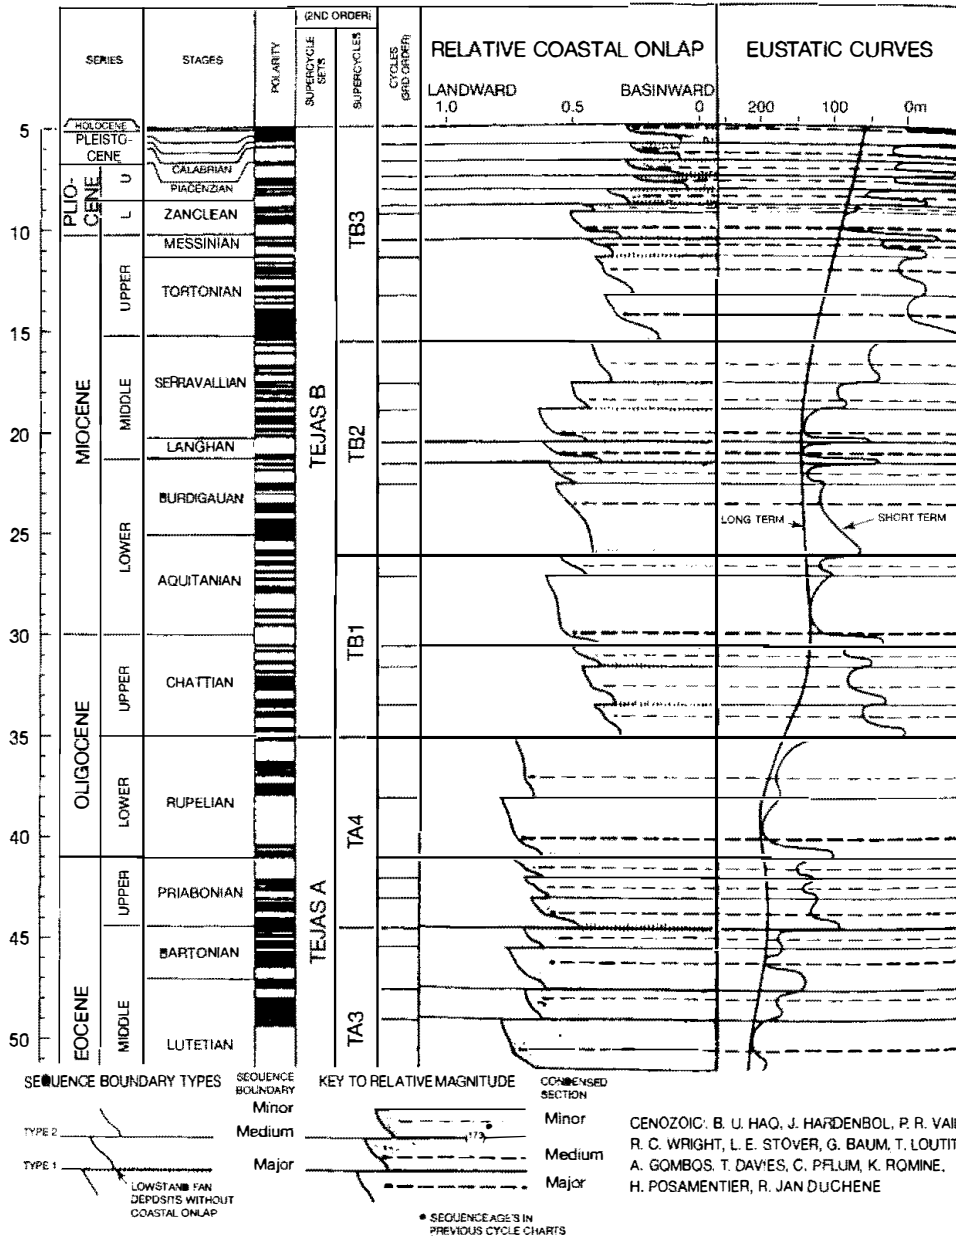 (2ND ORDER)
SERIES
STAGES
POLARITY
SUPERCYCLE SETS
SUPERCYCLES
CYCLES (3RD ORDER)
RELATIVE COASTAL ONLAP
EUSTATIC CURVES
LANDWARD
BASINWARD
1,0
0.5
0
200
100
0m
5
HOLOCENE
PLEISTO-
CENE
CALABRIAN
PIACENZIAN
PLIO-
CENE
U
L
ZANCLEAN
10
MESSINIAN
TB3
UPPER
TORTONIAN
15
MIOCENE
MIDDLE
SERRAVALLIAN
TEJAS B
TB2
20
LANGHAN
BURDIGAUAN
LONG TERM
SHORT TERM
25
LOWER
AQUITANIAN
30
TB1
OLIGOCENE
UPPER
CHATTIAN
35
LOWER
RUPELIAN
TA4
40
UPPER
PRIABONIAN
TEJAS A
45
BARTONIAN
EOCENE
MIDDLE
TA3
50
LUTETIAN
SEQUENCE BOUNDARY TYPES
SEQUENCE
BOUNDARY
KEY TO RELATIVE MAGNITUDE
CONDENSED
SECTION
Minor
Minor
TYPE 2
Medium
173
Medium
TYPE 1
Major
Major
LOWSTAND FAN
DEPOSITS WITHOUT
COASTAL ONLAP
• SEQUENCE AGES IN
PREVIOUS CYCLE CHARTS
CENOZOIC: B. U. HAQ, J. HARDENBOL, P. R. VAIL
R. C. WRIGHT, L. E. STOVER, G. BAUM, T. LOUTIT
A. GOMBOS, T. DAVIES, C. PFLUM, K. ROMINE,
H. POSAMENTIER, R. JAN DUCHENE